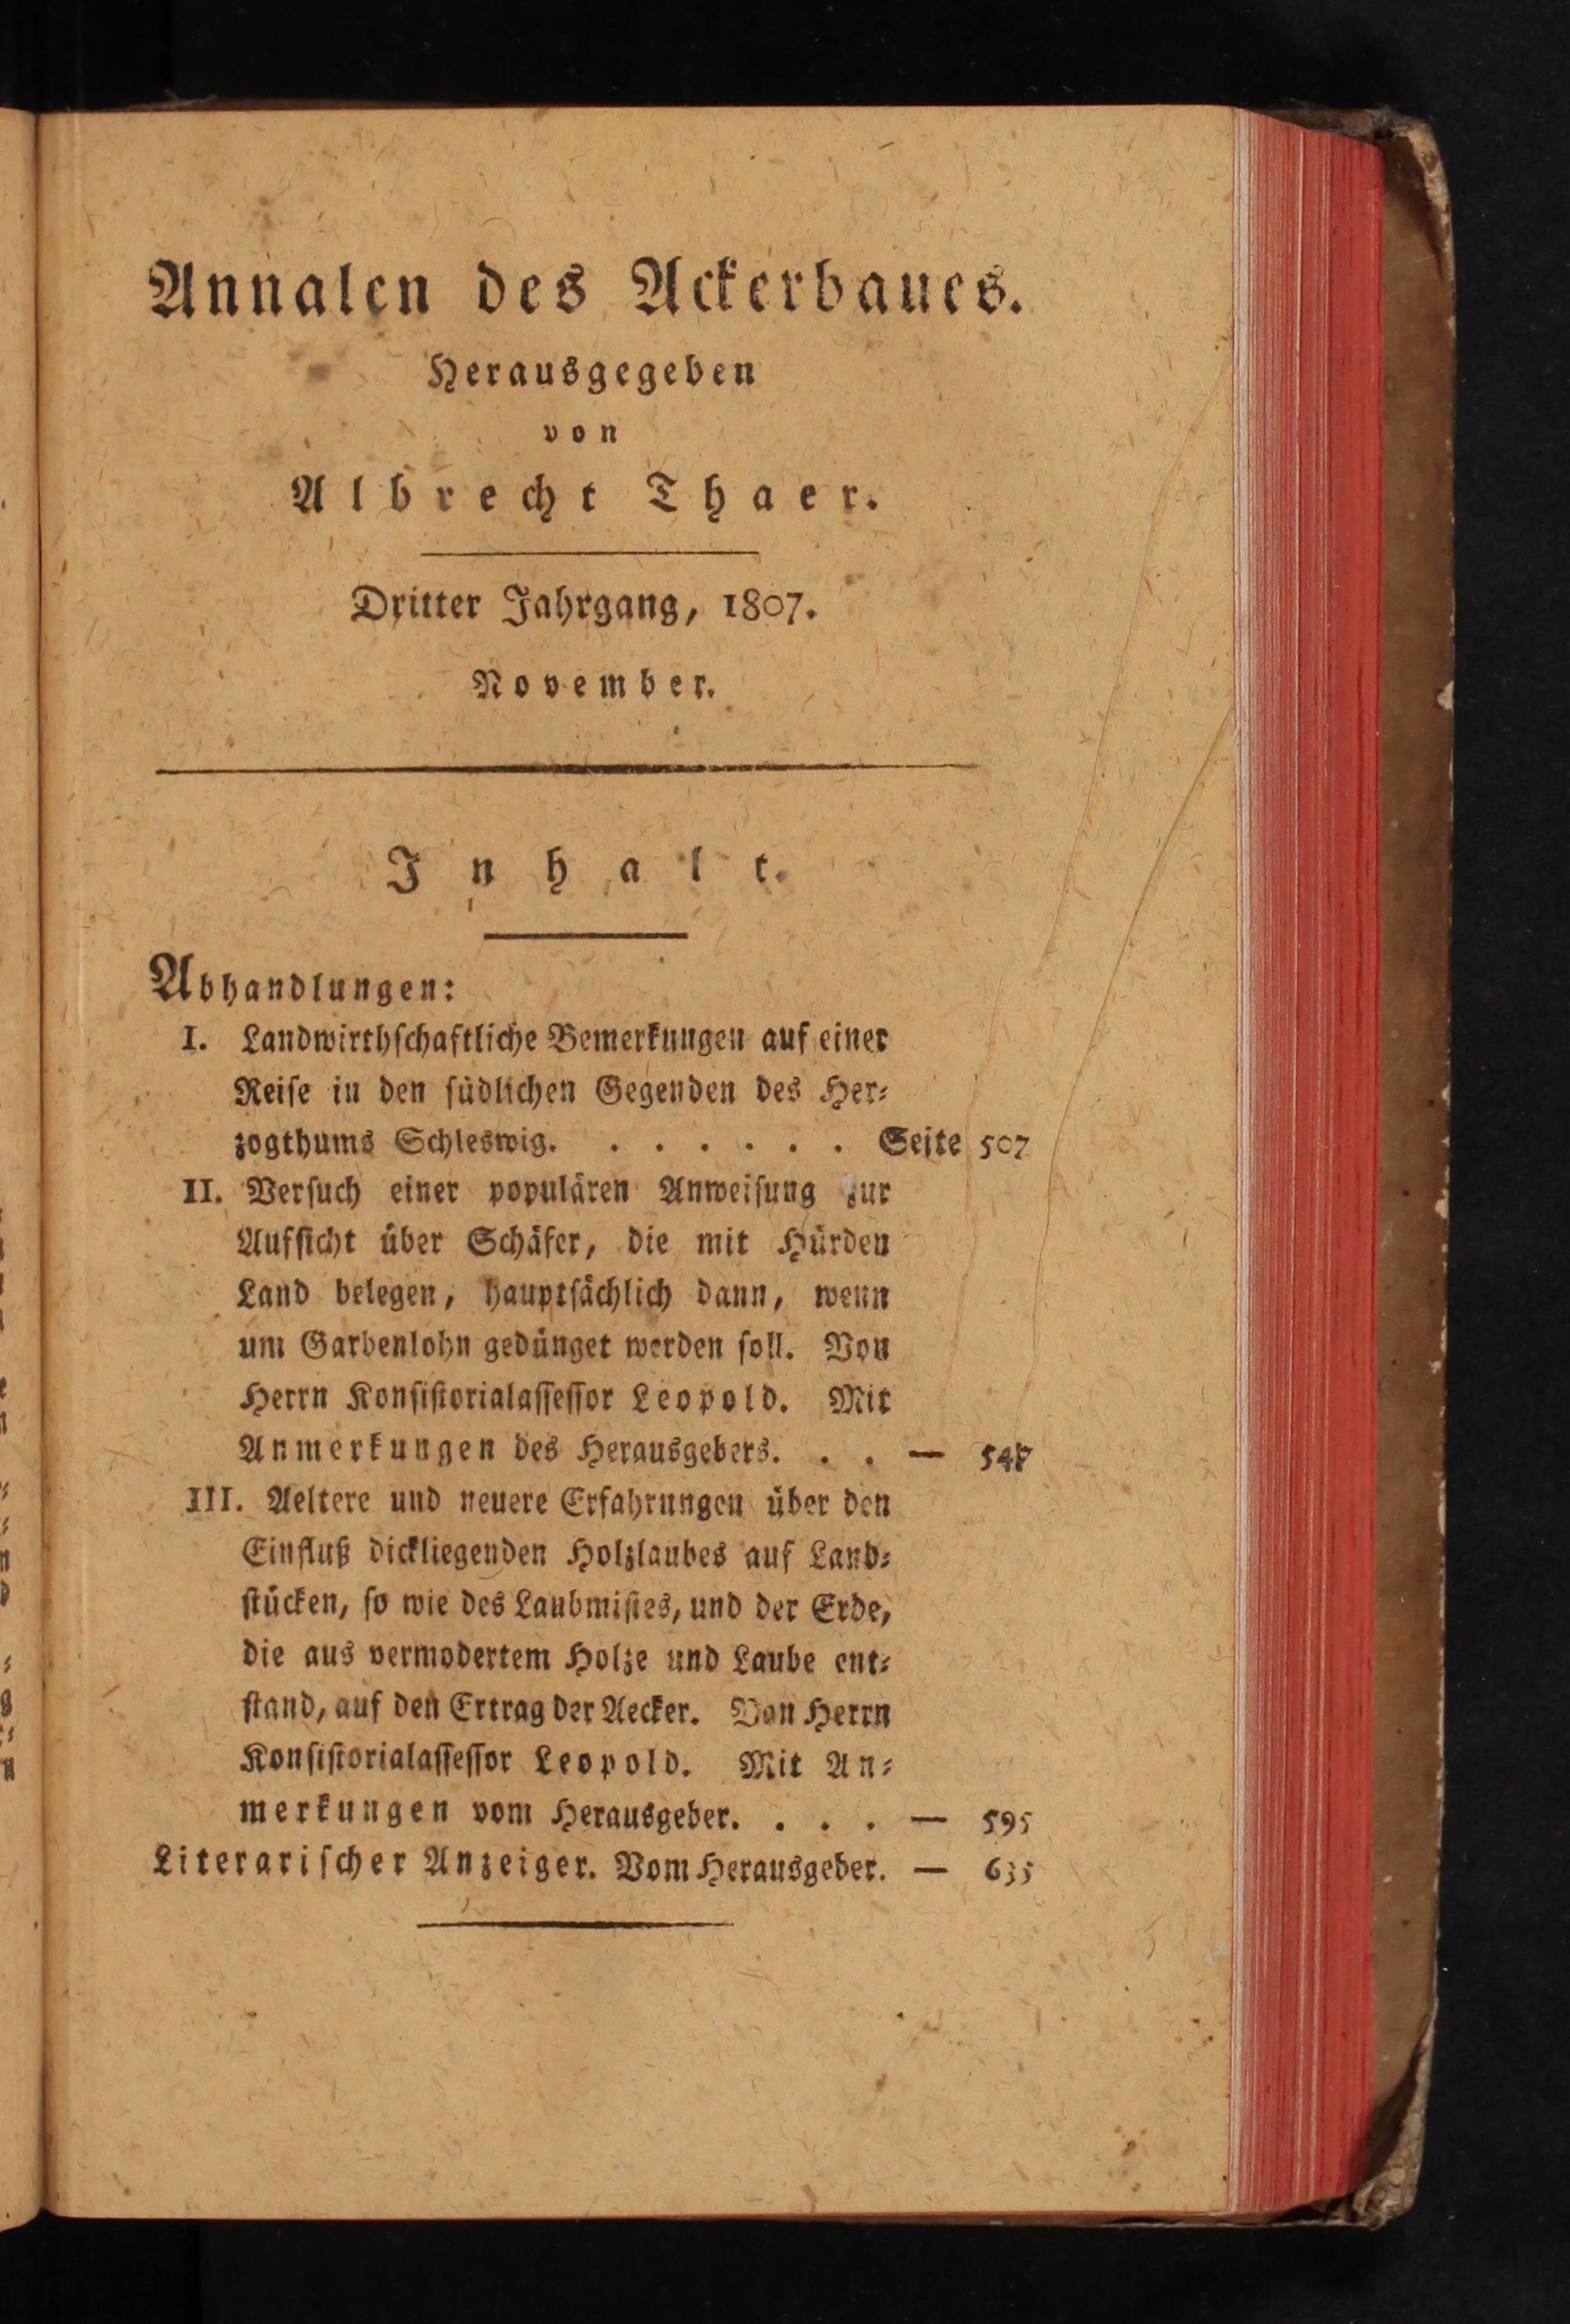 Annalen des Ackerbaues.
Herausgegeben
von
Albrecht Thaer.
Dritter Jahrgang, 1807.
November.
Inhalt.
Abhandlungen:
I. Landwirthschaftliche Bemerkungen auf einer
Reise in den südlichen Gegenden des Her⸗
zogthums Schleswig. . . . . . . Seite 507
II. Versuch einer populären Anweisung zur
Aufsicht über Schäfer, die mit Hürden
Land belegen, hauptsächlich dann, wenn
um Garbenlohn gedünget werden soll. Von
Herrn Konsistorialassessor Leopold. Mit
Anmerkungen des Herausgebers. . . —
III. Aeltere und neuere Erfahrungen über den
Einfluß dickliegenden Holzlaubes auf Land⸗
stücken, so wie des Laubmistes, und der Erde,
die aus vermodertem Holze und Laube ent⸗
stand, auf den Ertrag der Aecker. Von Herrn
Konsistorialassessor Leopold. Mit An⸗
merkungen vom Herausgeber. . . . — 595
Literarischer Anzeiger. Vom Herausgeber. — 635